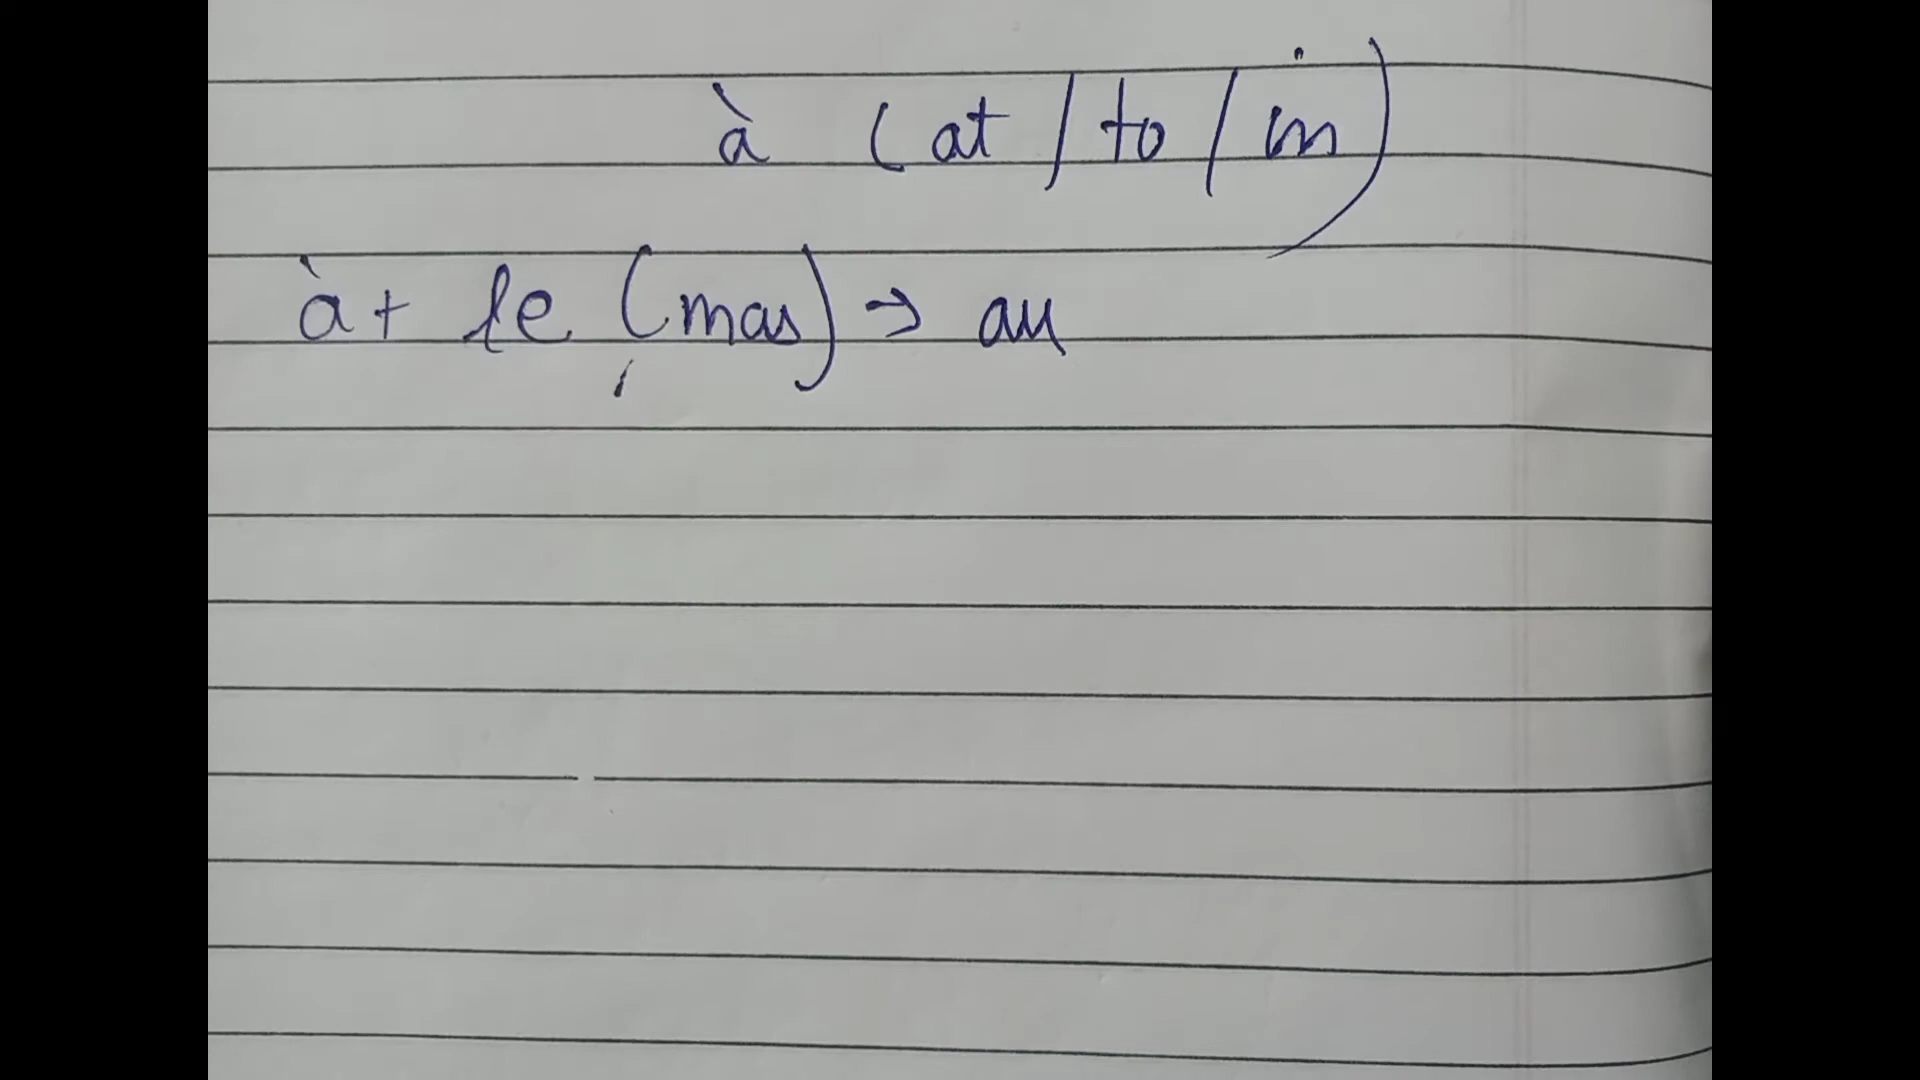 à (at / to / in)
à + le (mas) → au